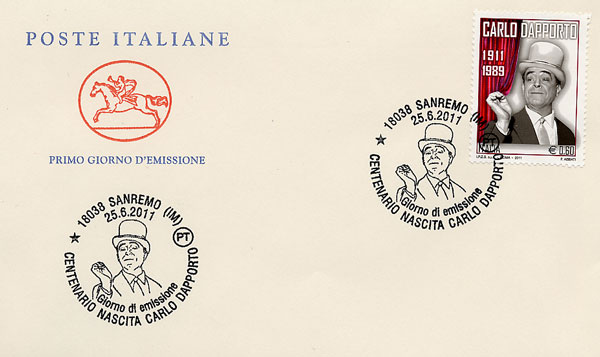 POSTE ITALIANE
PRIMO GIORNO D'EMISSIONE
CARLO DAPPORTO
1911
1989
ITALIA
€0,60
2011
18038 SANREMO (IM)
25.6.2011
Giorno di emissione
CENTENARIO NASCITA CARLO DAPPORTO
18038 SANREMO (IM)
25.6.2011
PT
Giorno di emissione
CENTENARIO NASCITA CARLO DAPPORTO